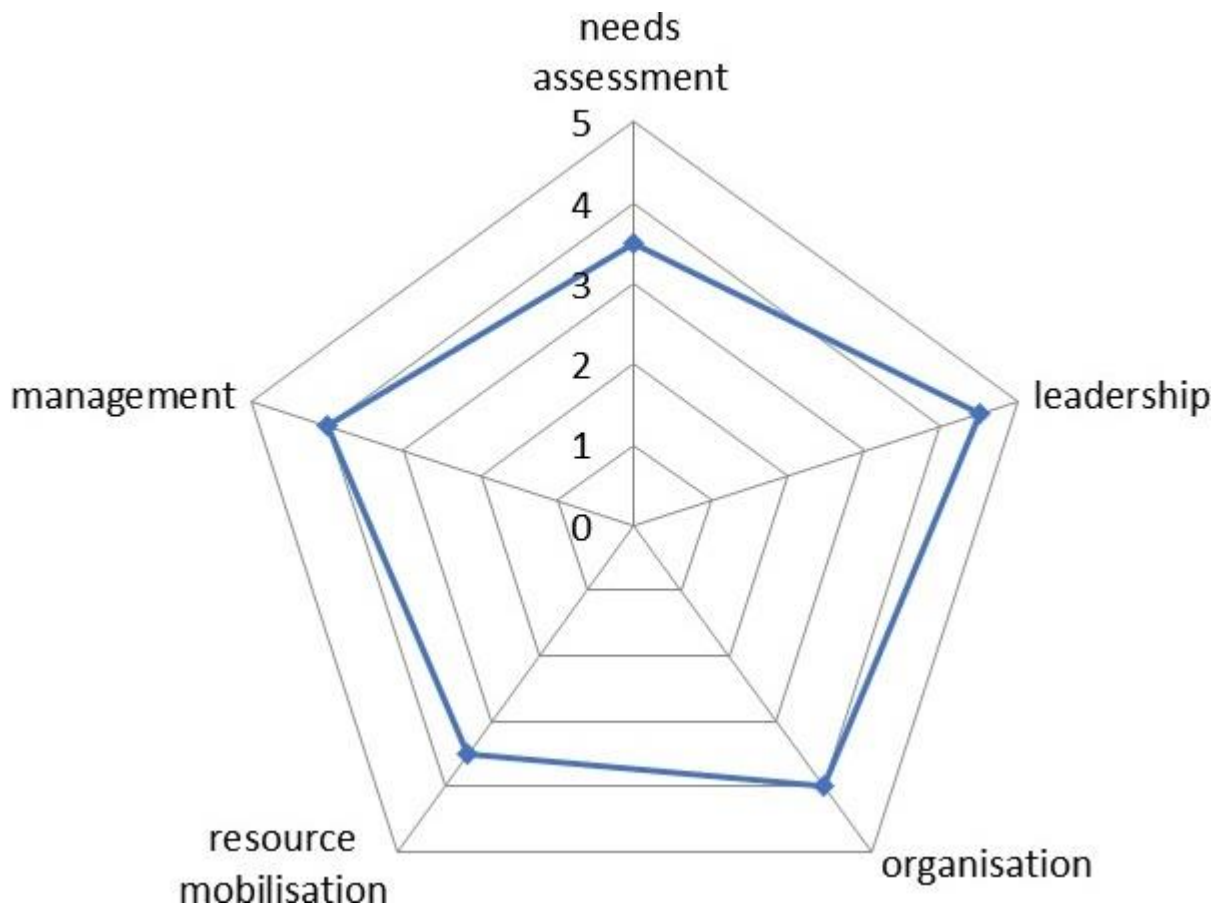 needs
assessment
5
4
3
2
1
0
management
leadership
resource
mobilisation
organisation